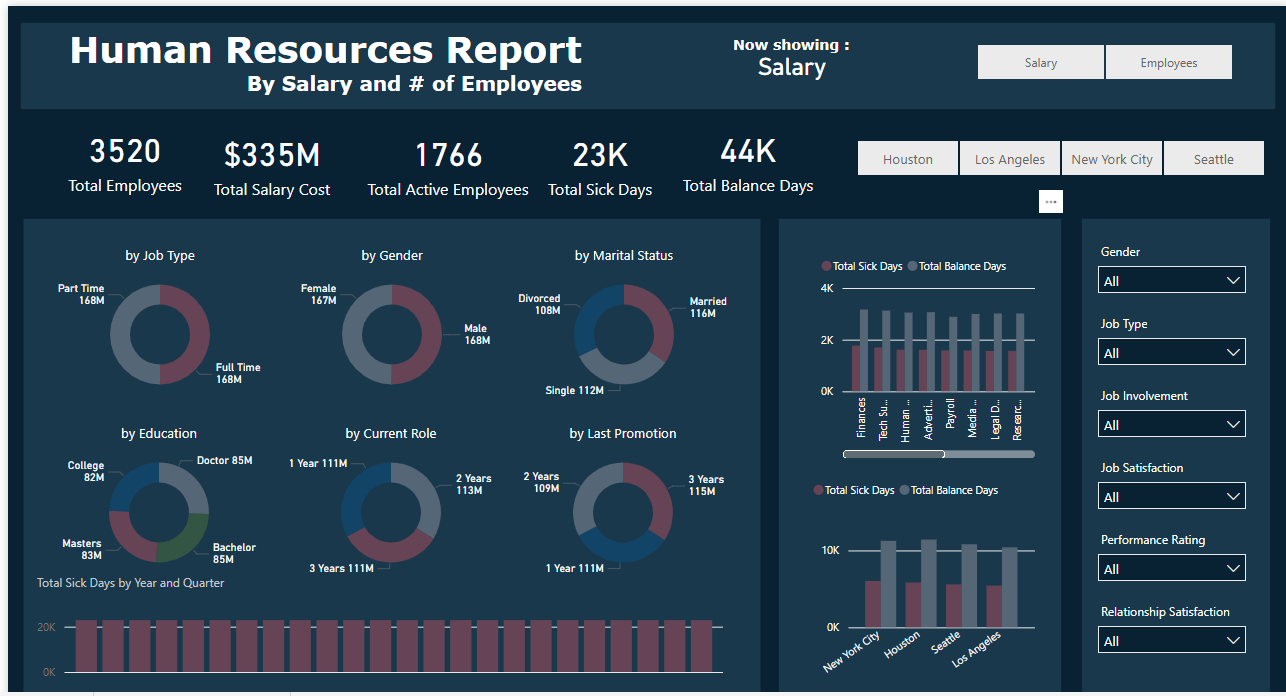 Human Resources Report
By Salary and # of Employees
Now showing :
Salary
Salary
Employees
3520
Total Employees
$335M
Total Salary Cost
1766
Total Active Employees
23K
Total Sick Days
44K
Total Balance Days
Houston
Los Angeles
New York City
Seattle
by Job Type
Part Time
168M
Full Time
168M
by Gender
Female
167M
Male
168M
by Marital Status
Divorced
108M
Married
116M
Single 112M
by Education
College
82M
Doctor 85M
Masters
83M
Bachelor
85M
by Current Role
1 Year 111M
2 Years
113M
3 Years 111M
by Last Promotion
2 Years
109M
3 Years
115M
1 Year 111M
Total Sick Days by Year and Quarter
20K
0K
Total Sick Days Total Balance Days
4K
2K
0K
Finances
Tech Su...
Human ...
Adverti...
Payroll
Media ...
Legal D...
Researc...
Total Sick Days Total Balance Days
10K
0K
New York City
Houston
Seattle
Los Angeles
Gender
All
Job Type
All
Job Involvement
All
Job Satisfaction
All
Performance Rating
All
Relationship Satisfaction
All